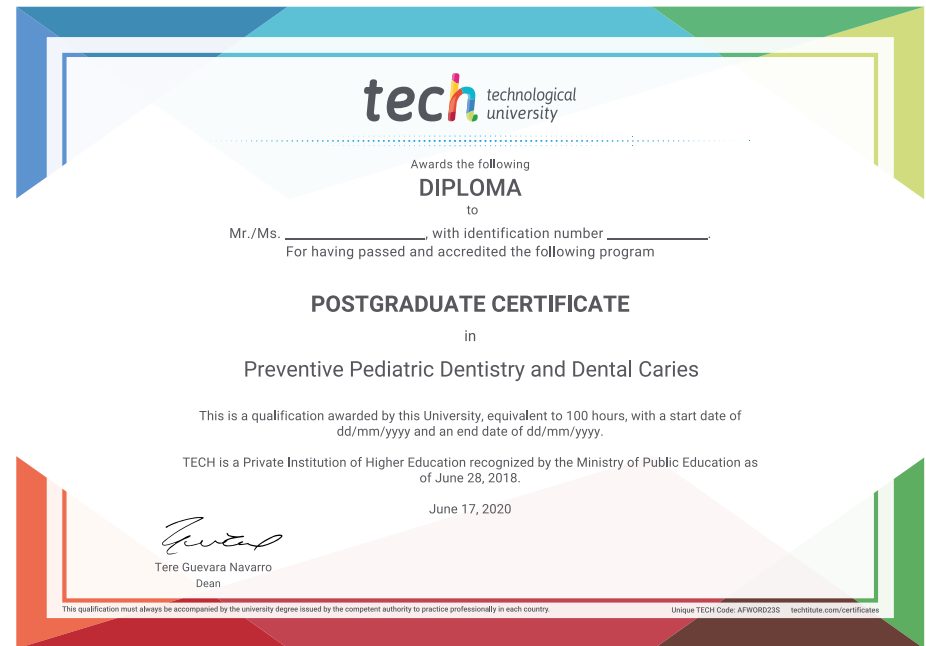 tech technological
university
Awards the following
DIPLOMA
to
Mr./Ms. ____________________, with identification number ______________.
For having passed and accredited the following program
POSTGRADUATE CERTIFICATE
in
Preventive Pediatric Dentistry and Dental Caries
This is a qualification awarded by this University, equivalent to 100 hours, with a start date of
dd/mm/yyyy and an end date of dd/mm/yyyy.
TECH is a Private Institution of Higher Education recognized by the Ministry of Public Education as
of June 28, 2018.
June 17, 2020
Tere Guevara Navarro
Dean
This qualification must always be accompanied by the university degree issued by the competent authority to practice professionally in each country.
Unique TECH Code: AFWORD23S techtitute.com/certificates